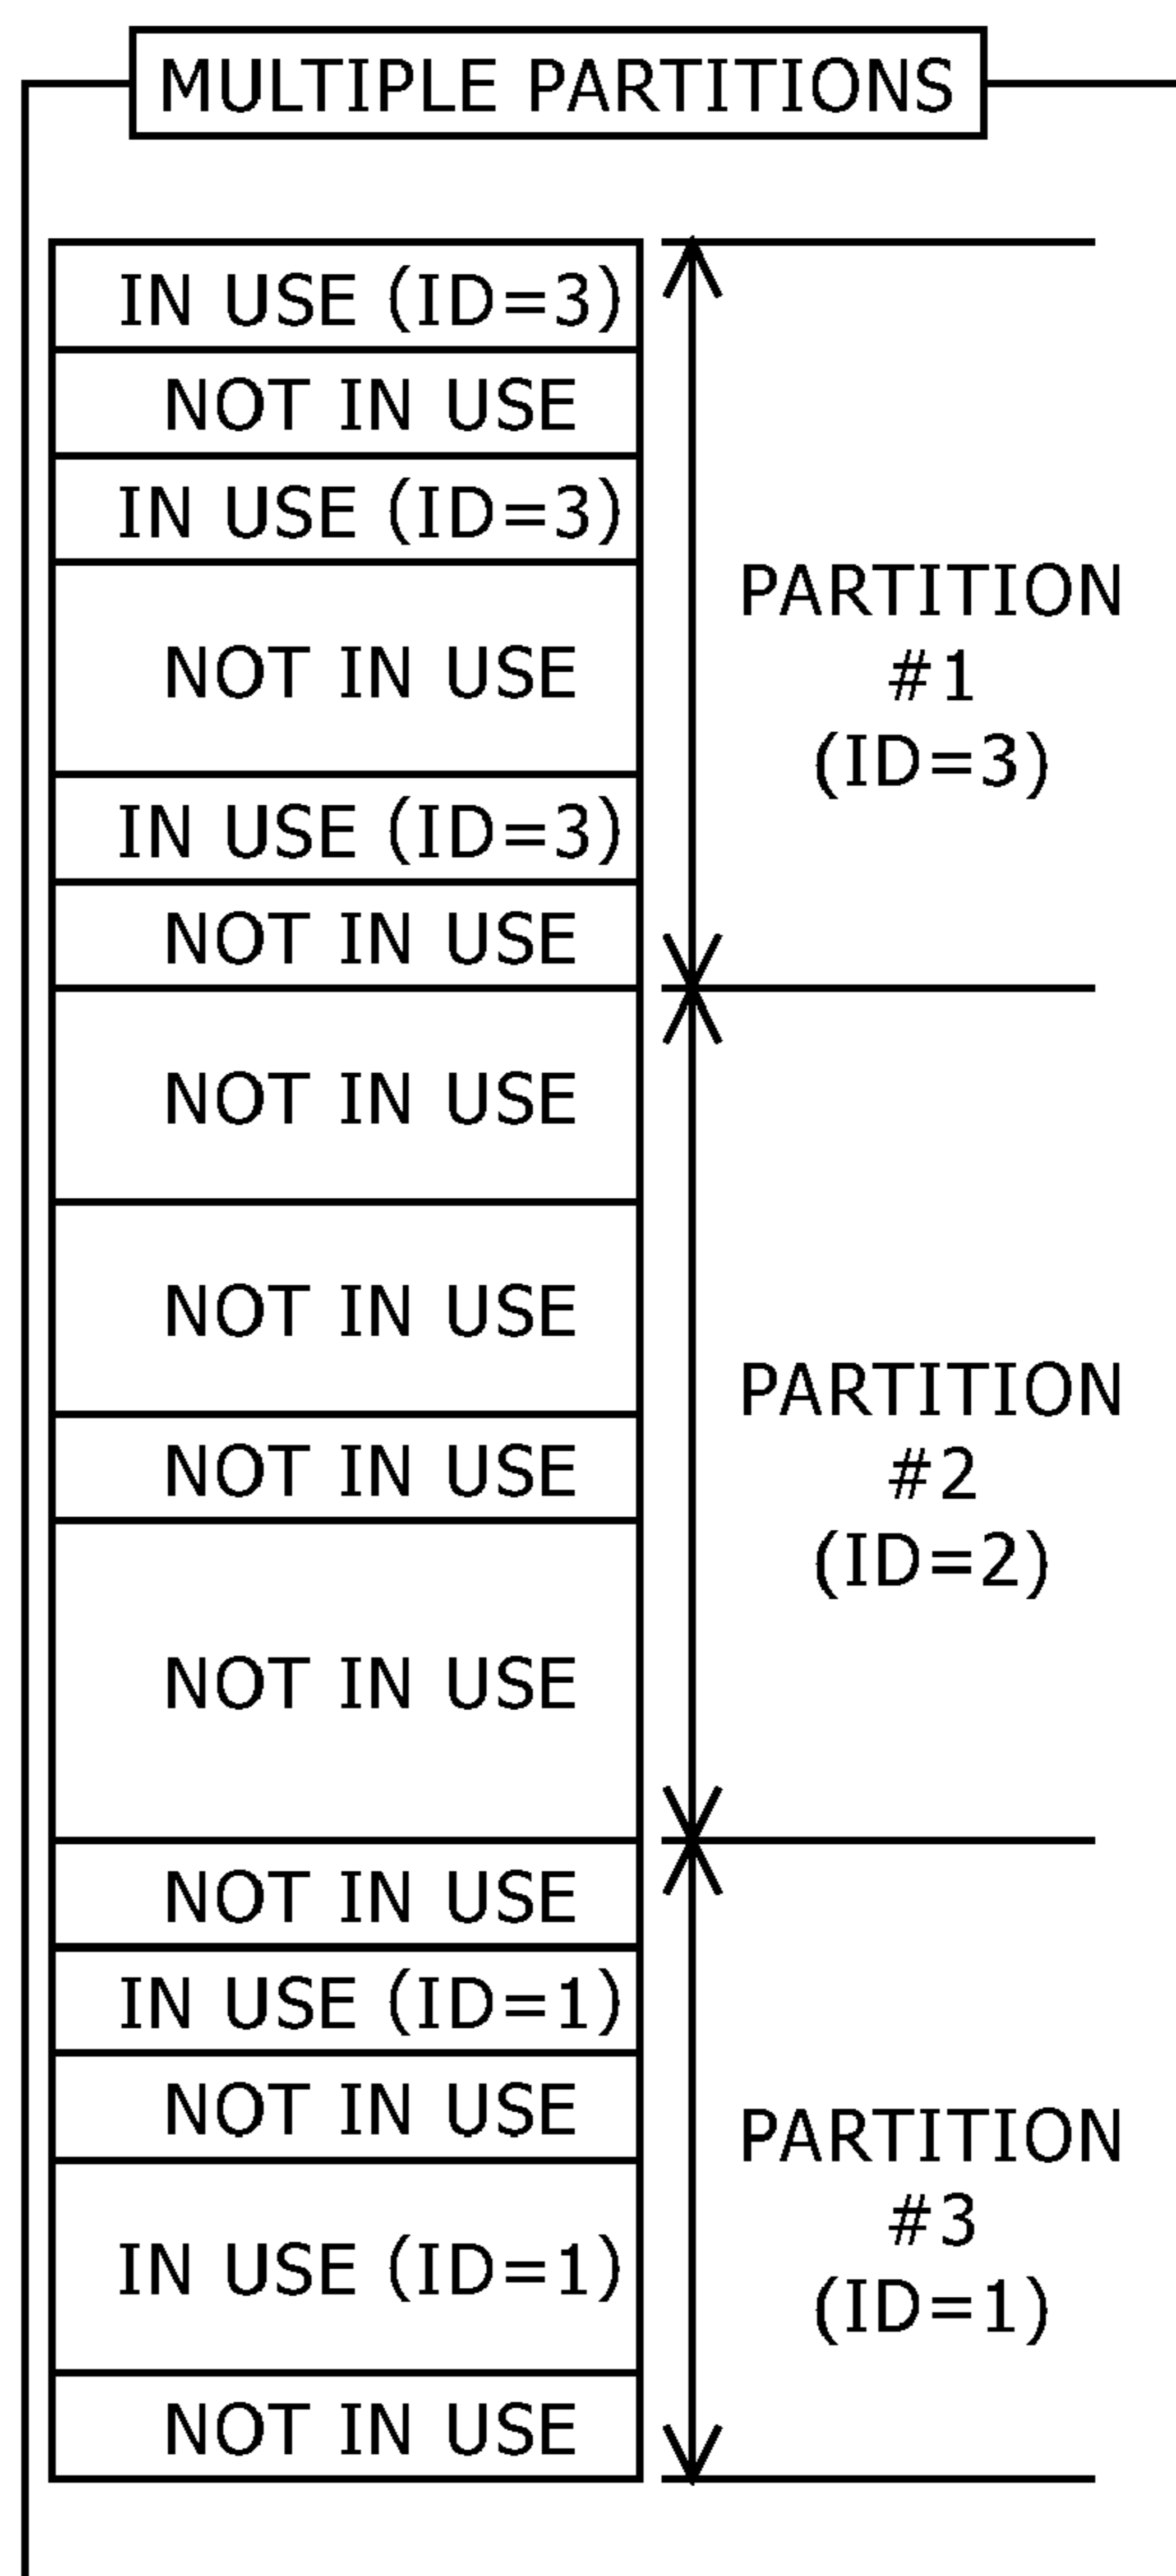 MULTIPLE PARTITIONS
IN USE (ID=3)
NOT IN USE
IN USE (ID=3)
NOT IN USE
IN USE (ID=3)
NOT IN USE
PARTITION
#1
(ID=3)
NOT IN USE
NOT IN USE
NOT IN USE
NOT IN USE
PARTITION
#2
(ID=2)
NOT IN USE
IN USE (ID=1)
NOT IN USE
IN USE (ID=1)
NOT IN USE
PARTITION
#3
(ID=1)